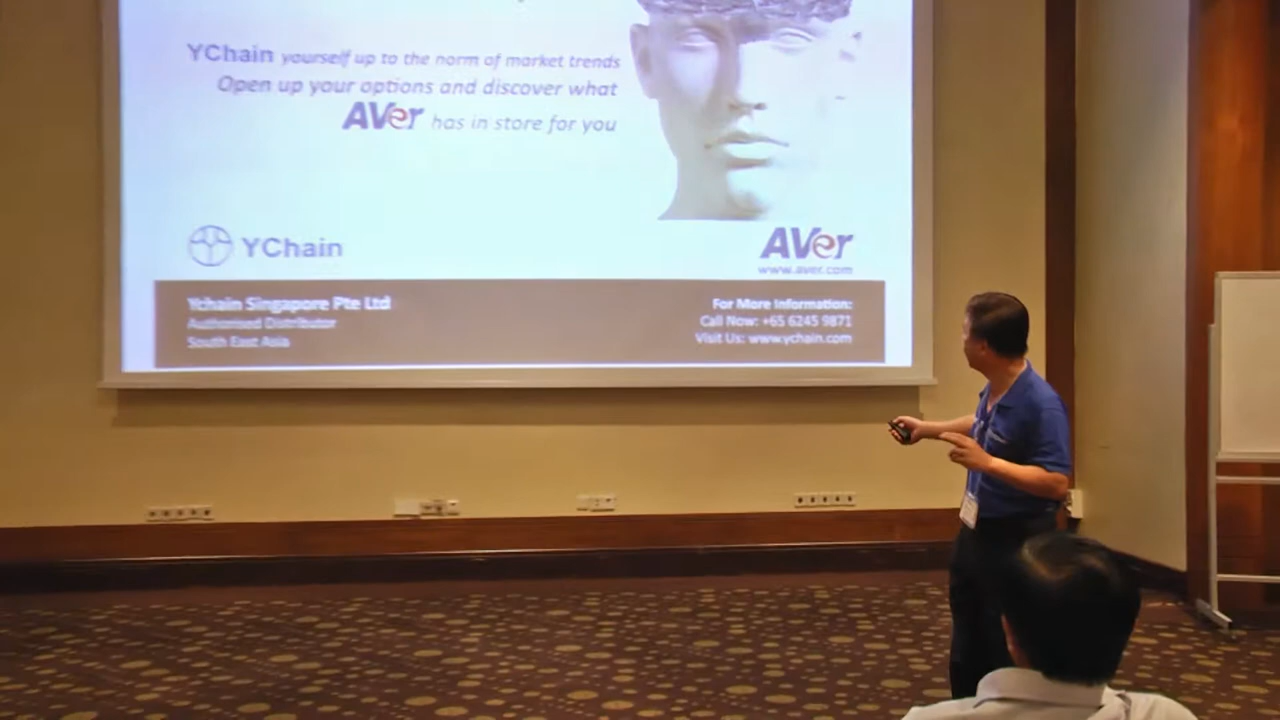 YChain yourself up to the norm of market trends
Open up your options and discover what
AVer has in store for you
YChain
AVer
www.aver.com
Ychain Singapore Pte Ltd
Authorised Distributor
South East Asia
For More Information:
Call Now: +65 6245 9871
Visit Us: www.ychain.com